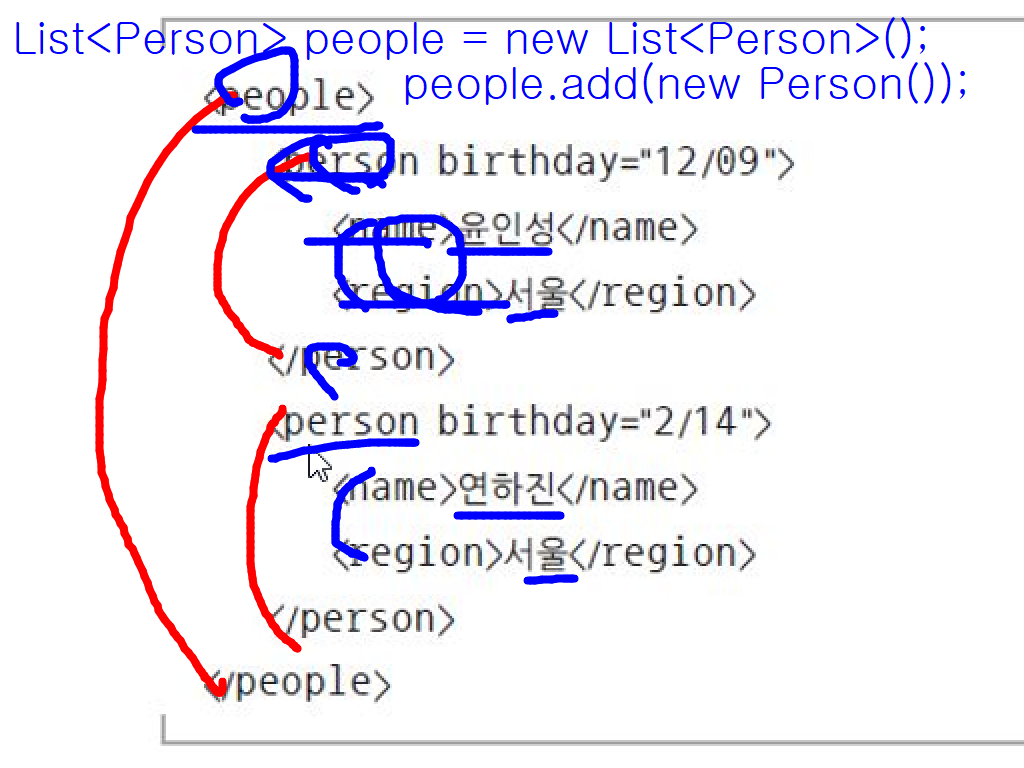 List<Person> people = new List<Person>();
people.add(new Person());
<people>
<person birthday="12/09">
<name>윤인성</name>
<region>서울</region>
</person>
<person birthday="2/14">
<name>연하진</name>
<region>서울</region>
</person>
</people>